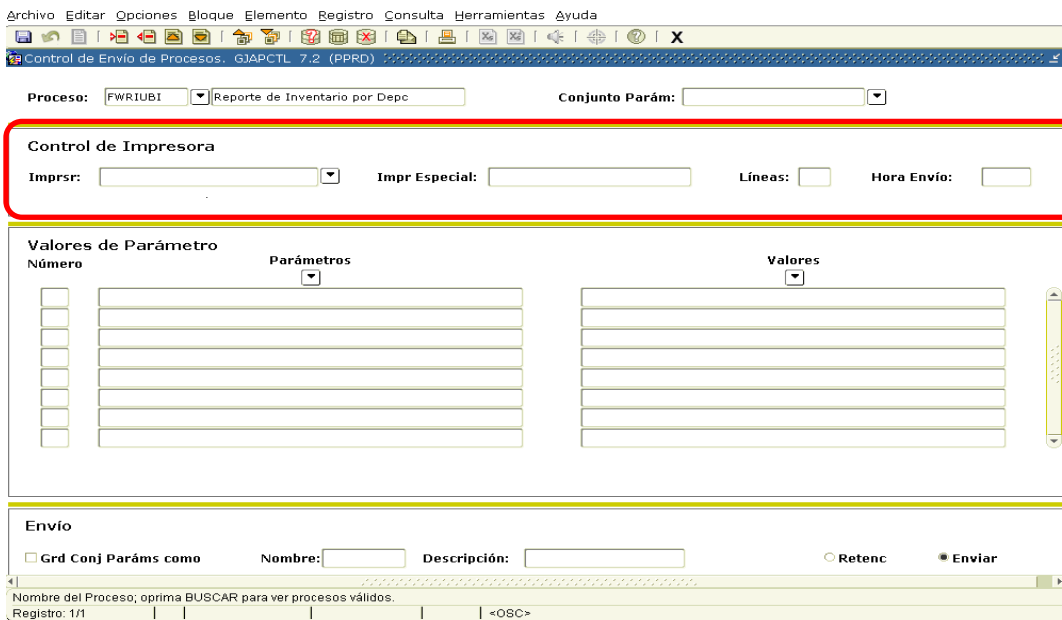 Archivo Editar Opciones Bloque Elemento Registro Consulta Herramientas Ayuda
Control de Envío de Procesos. GJAPCTL 7.2 (PPRD)
Proceso: FWRIUBI Reporte de Inventario por Depc Conjunto Parám:
Control de Impresora
Imprsr: Impr Especial: Líneas: Hora Envío:
Valores de Parámetro
Número Parámetros Valores
Envío
Grd Conj Paráms como Nombre: Descripción: Retenc Enviar
Nombre del Proceso; oprima BUSCAR para ver procesos válidos.
Registro: 1/1 <OSC>